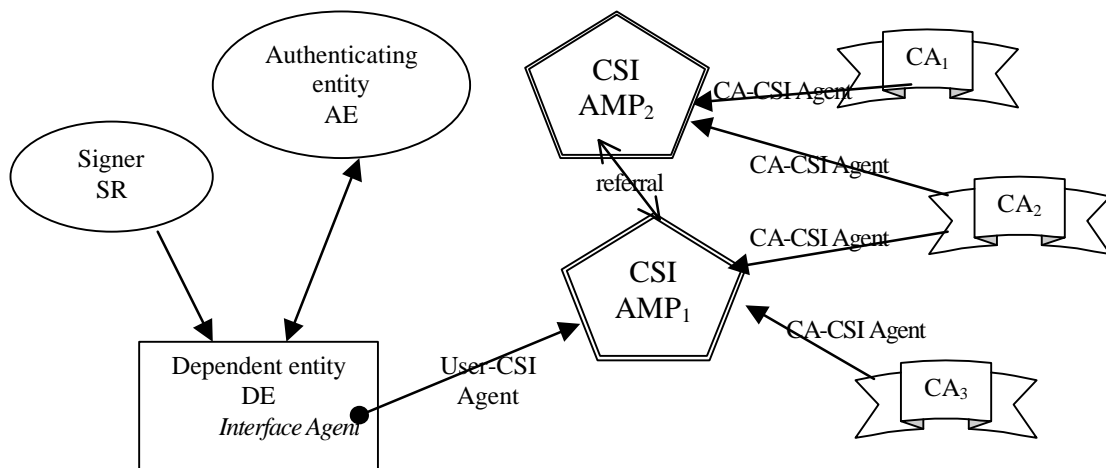 Authenticating
entity
AE
Signer
SR
CSI
AMP₂
CA-CSI Agent
CA₁
CA-CSI Agent
referral
CA₂
CA-CSI Agent
CSI
AMP₁
CA-CSI Agent
Dependent entity
DE
Interface Agent
User-CSI
Agent
CA₃